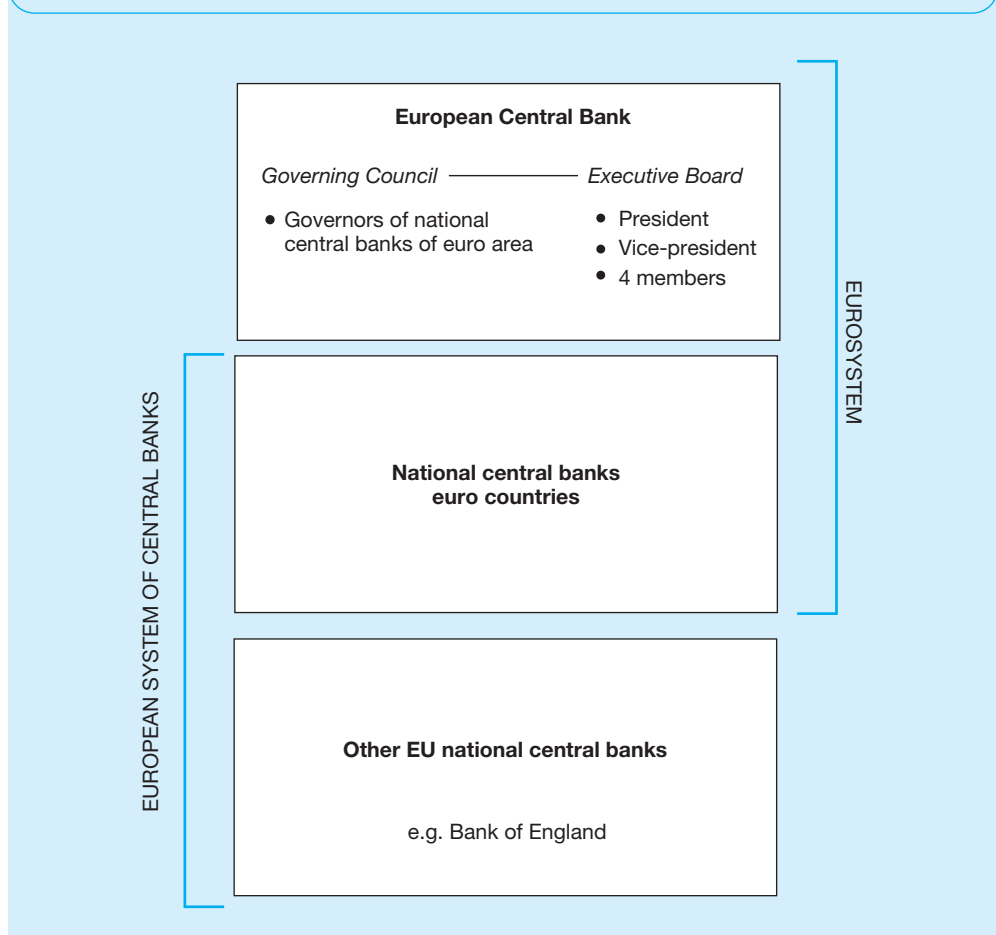 European Central Bank
Governing Council
Executive Board
• Governors of national
central banks of euro area
• President
• Vice-president
• 4 members
EUROSYSTEM
National central banks
euro countries
EUROPEAN SYSTEM OF CENTRAL BANKS
Other EU national central banks
e.g. Bank of England